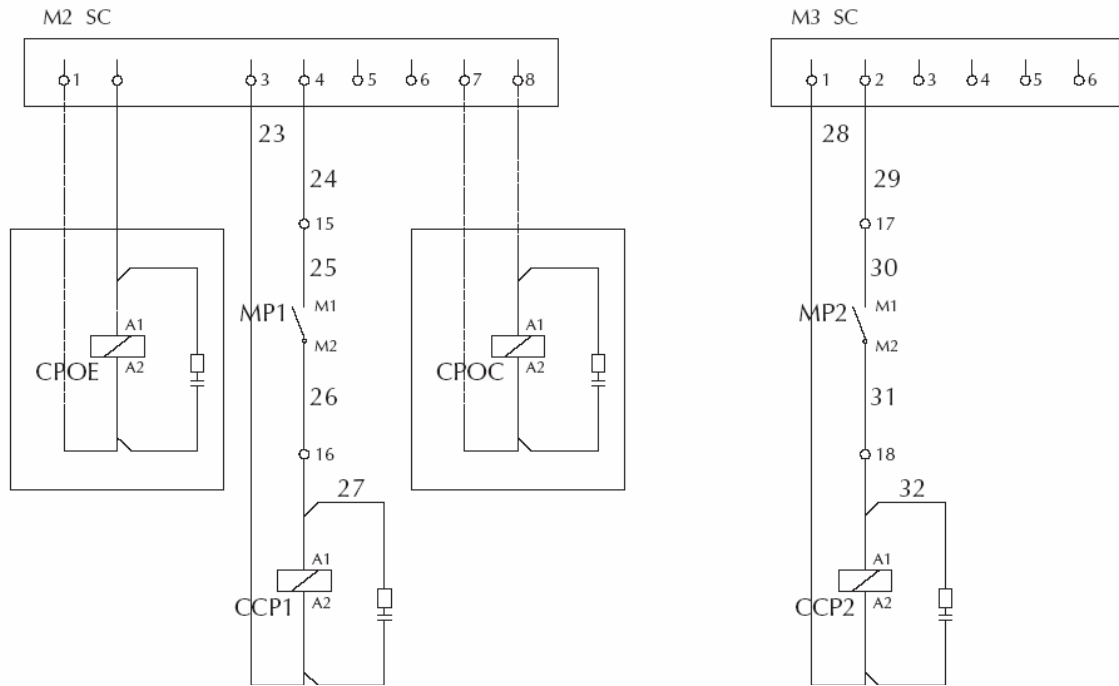 M2 SC M3 SC
1 3 4 5 6 7 8 1 2 3 4 5 6
23 28
24 29
15 17
25 30
MP1 M1 MP2 M1
M2 M2
A1 A1
CPOE A2 CPOC A2
26 31
16 18
27 32
A1 A1
CCP1 A2 CCP2 A2